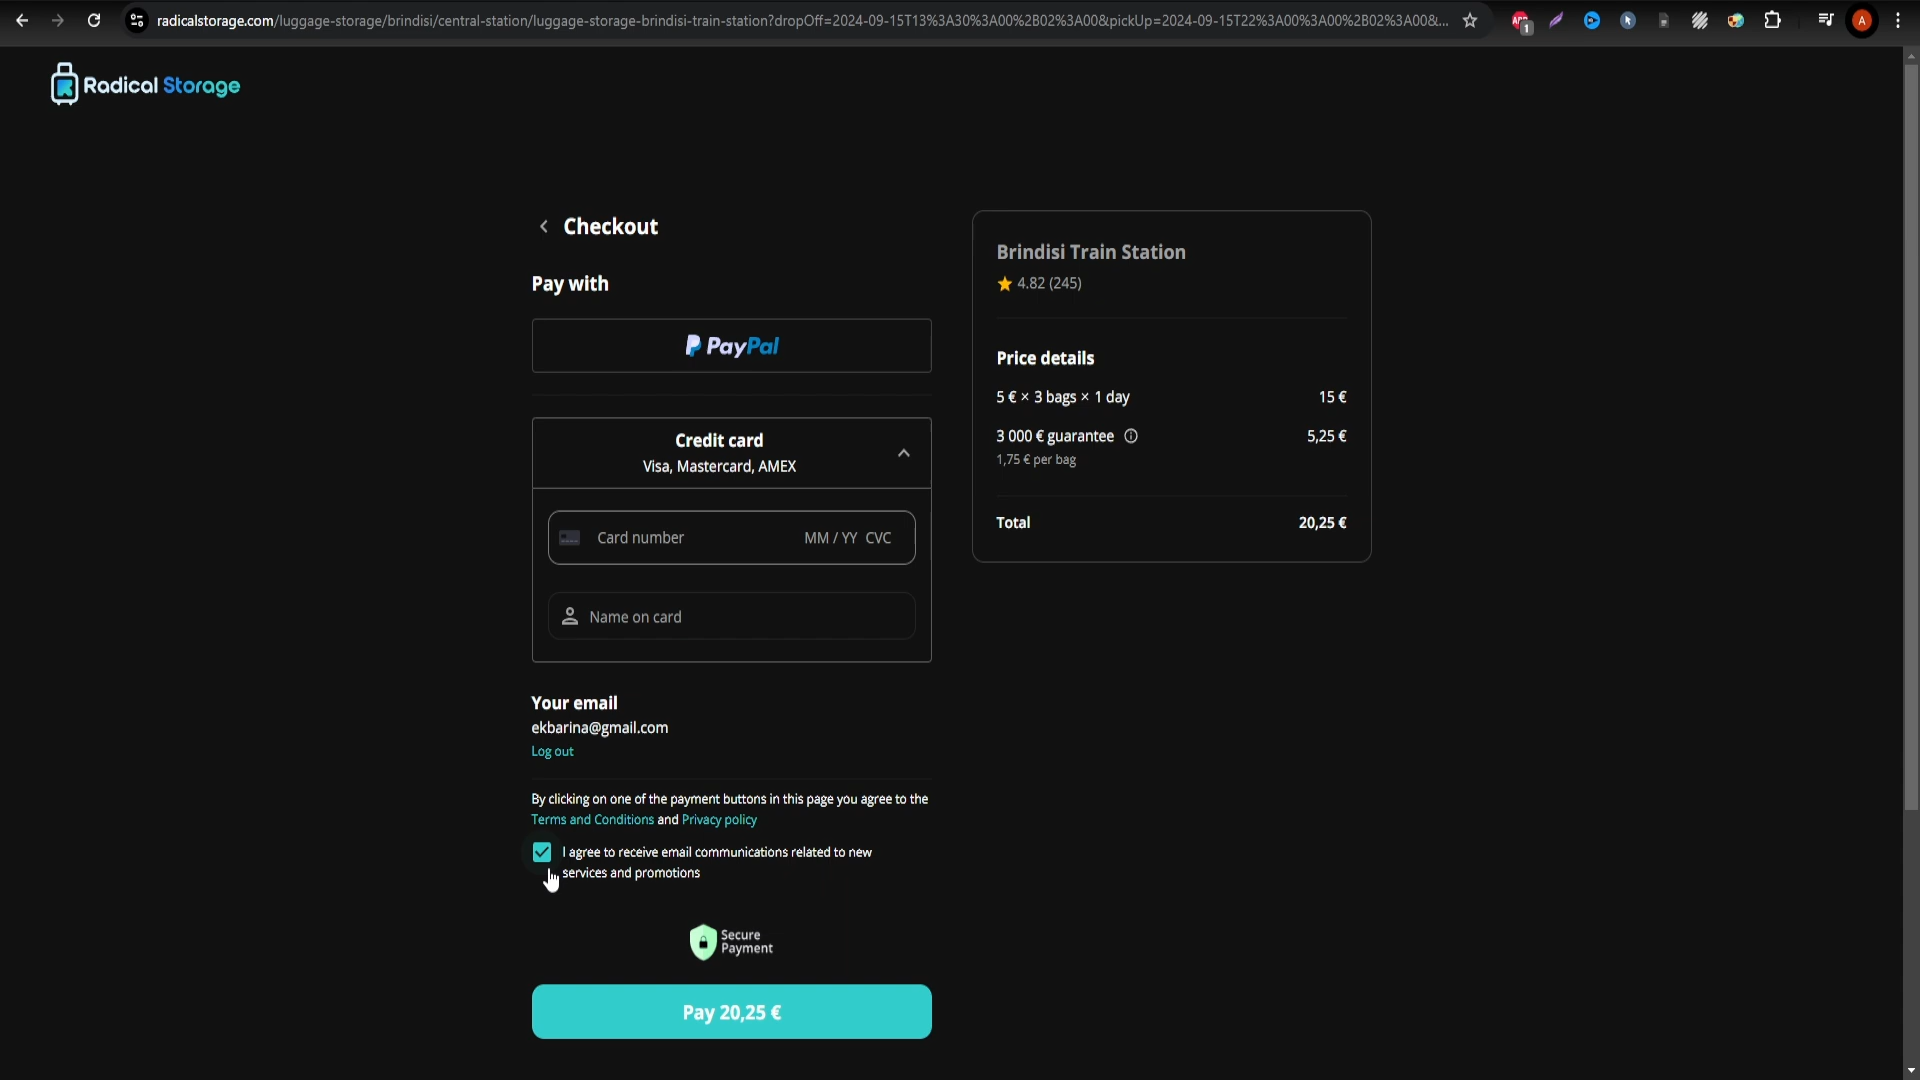 radicalstorage.com/luggage-storage/brindisi/central-station/luggage-storage-brindisi-train-station?dropOff=2024-09-15T13%3A30%3A00%2B02%3A00&pickUp=2024-09-15T22%3A00%3A00%2B02%3A00&...
ABP
1
A
Radical Storage
Checkout
Pay with
PayPal
Credit card
Visa, Mastercard, AMEX
Card number MM / YY CVC
Name on card
Your email
ekbarina@gmail.com
Log out
By clicking on one of the payment buttons in this page you agree to the
Terms and Conditions and Privacy policy
I agree to receive email communications related to new
services and promotions
Secure
Payment
Pay 20,25 €
Brindisi Train Station
4.82 (245)
Price details
5 € × 3 bags × 1 day 15 €
3 000 € guarantee 5,25 €
1,75 € per bag
Total 20,25 €